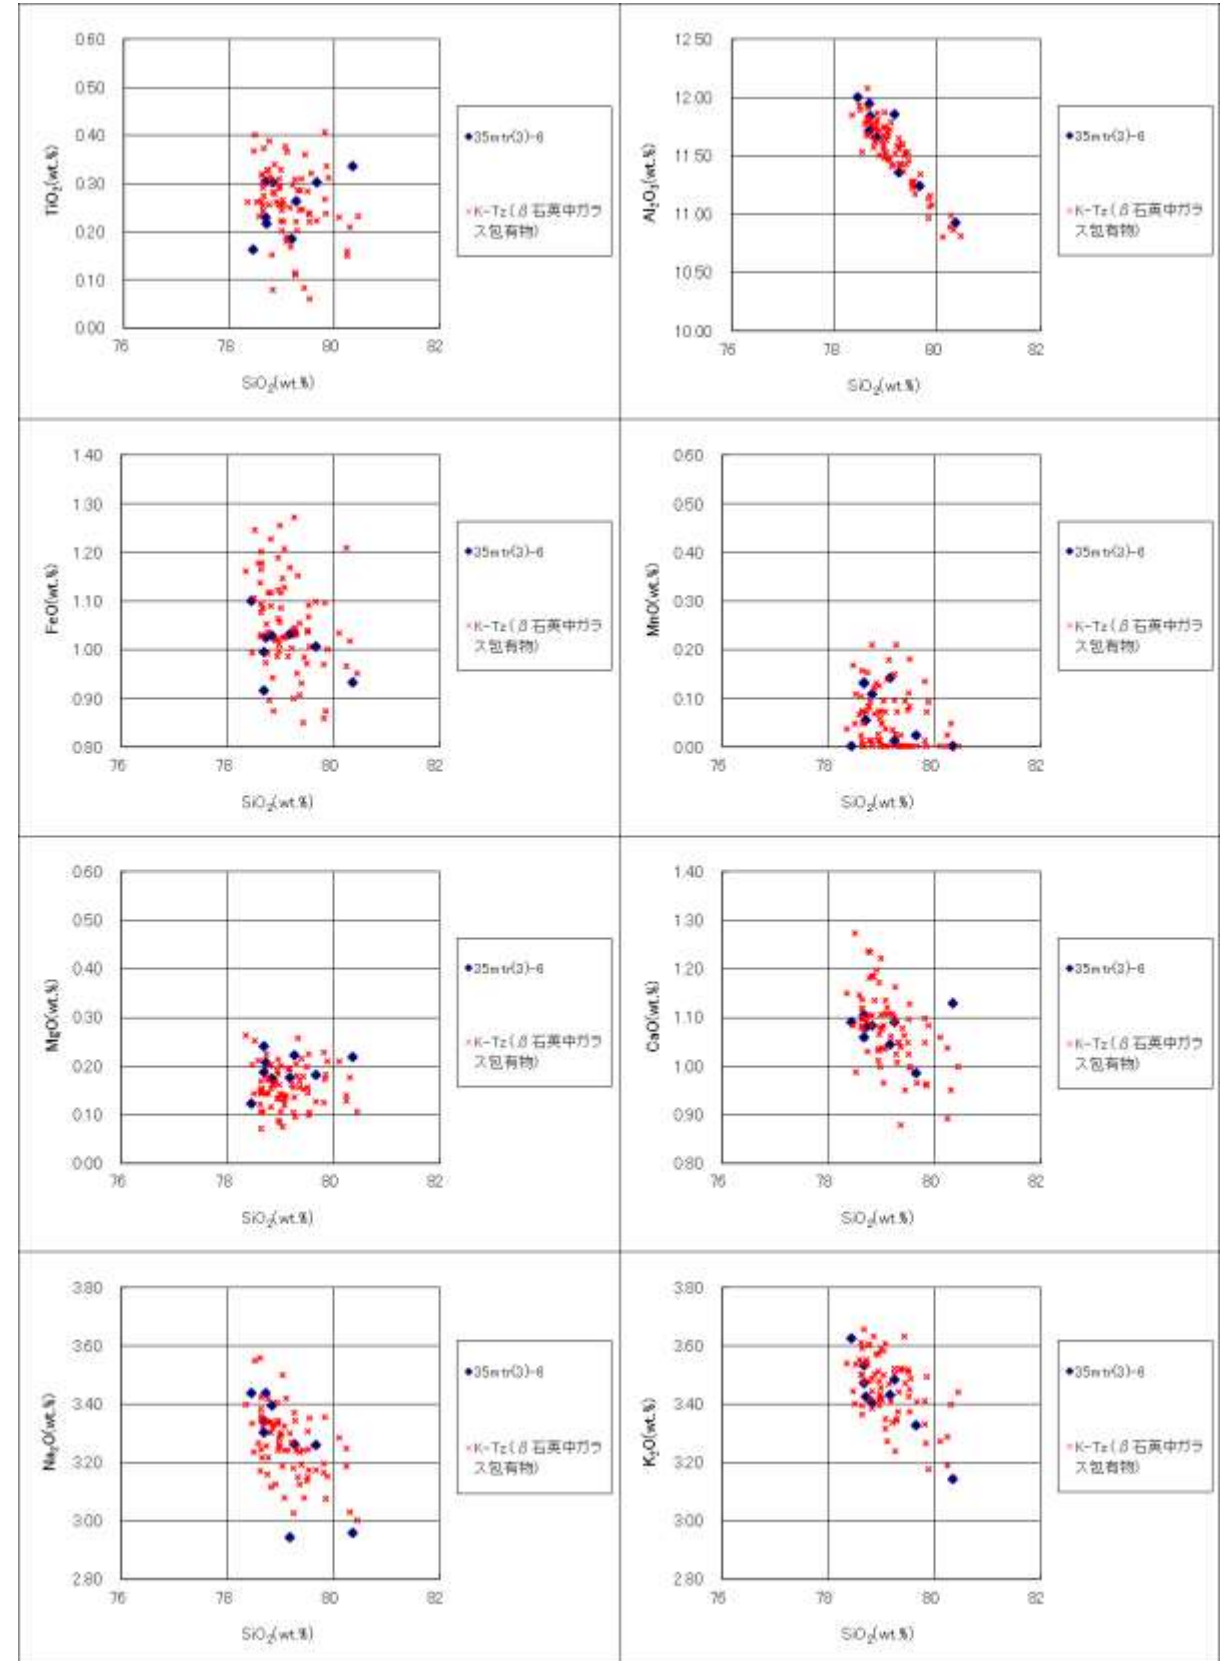 0.60
0.50
0.40
0.30
0.20
0.10
0.00
76
78
80
82
TiO2(wt.%)
SiO2(wt.%)
◆35mtr(3)-6
×K-Tz(β石英中ガラ
ス包有物)
12.50
12.00
11.50
11.00
10.50
10.00
76
78
80
82
Al2O3(wt.%)
SiO2(wt.%)
◆35mtr(3)-6
×K-Tz(β石英中ガラ
ス包有物)
1.40
1.30
1.20
1.10
1.00
0.90
0.80
76
78
80
82
FeO(wt.%)
SiO2(wt.%)
◆35mtr(3)-6
×K-Tz(β石英中ガラ
ス包有物)
0.60
0.50
0.40
0.30
0.20
0.10
0.00
76
78
80
82
MnO(wt.%)
SiO2(wt.%)
◆35mtr(3)-6
×K-Tz(β石英中ガラ
ス包有物)
0.60
0.50
0.40
0.30
0.20
0.10
0.00
76
78
80
82
MgO(wt.%)
SiO2(wt.%)
◆35mtr(3)-6
×K-Tz(β石英中ガラ
ス包有物)
1.40
1.30
1.20
1.10
1.00
0.90
0.80
76
78
80
82
CaO(wt.%)
SiO2(wt.%)
◆35mtr(3)-6
×K-Tz(β石英中ガラ
ス包有物)
3.80
3.60
3.40
3.20
3.00
2.80
76
78
80
82
Na2O(wt.%)
SiO2(wt.%)
◆35mtr(3)-6
×K-Tz(β石英中ガラ
ス包有物)
3.80
3.60
3.40
3.20
3.00
2.80
76
78
80
82
K2O(wt.%)
SiO2(wt.%)
◆35mtr(3)-6
×K-Tz(β石英中ガラ
ス包有物)